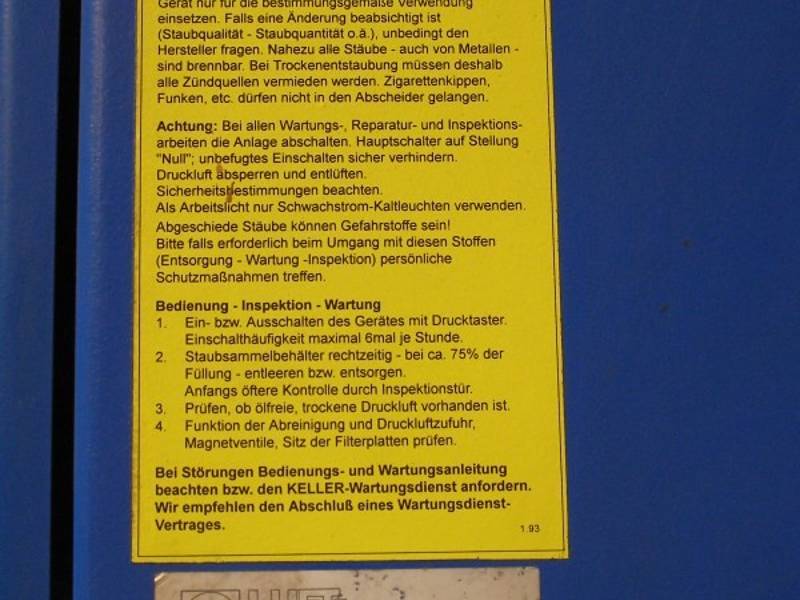 Gerät nur für die bestimmungsgemäße Verwendung
einsetzen. Falls eine Änderung beabsichtigt ist
(Staubqualität - Staubquantität o.ä.), unbedingt den
Hersteller fragen. Nahezu alle Stäube - auch von Metallen -
sind brennbar. Bei Trockenentstaubung müssen deshalb
alle Zündquellen vermieden werden. Zigarettenkippen,
Funken, etc. dürfen nicht in den Abscheider gelangen.
Achtung: Bei allen Wartungs-, Reparatur- und Inspektions-
arbeiten die Anlage abschalten. Hauptschalter auf Stellung
"Null"; unbefugtes Einschalten sicher verhindern.
Druckluft absperren und entlüften.
Sicherheitsbestimmungen beachten.
Als Arbeitslicht nur Schwachstrom-Kaltleuchten verwenden.
Abgeschiede Stäube können Gefahrstoffe sein!
Bitte falls erforderlich beim Umgang mit diesen Stoffen
(Entsorgung - Wartung -Inspektion) persönliche
Schutzmaßnahmen treffen.
Bedienung - Inspektion - Wartung
1. Ein- bzw. Ausschalten des Gerätes mit Drucktaster.
Einschalthäufigkeit maximal 6mal je Stunde.
2. Staubsammelbehälter rechtzeitig - bei ca. 75% der
Füllung - entleeren bzw. entsorgen.
Anfangs öftere Kontrolle durch Inspektionstür.
3. Prüfen, ob ölfreie, trockene Druckluft vorhanden ist.
4. Funktion der Abreinigung und Druckluftzufuhr,
Magnetventile, Sitz der Filterplatten prüfen.
Bei Störungen Bedienungs- und Wartungsanleitung
beachten bzw. den KELLER-Wartungsdienst anfordern.
Wir empfehlen den Abschluß eines Wartungsdienst-
Vertrages.
1.93